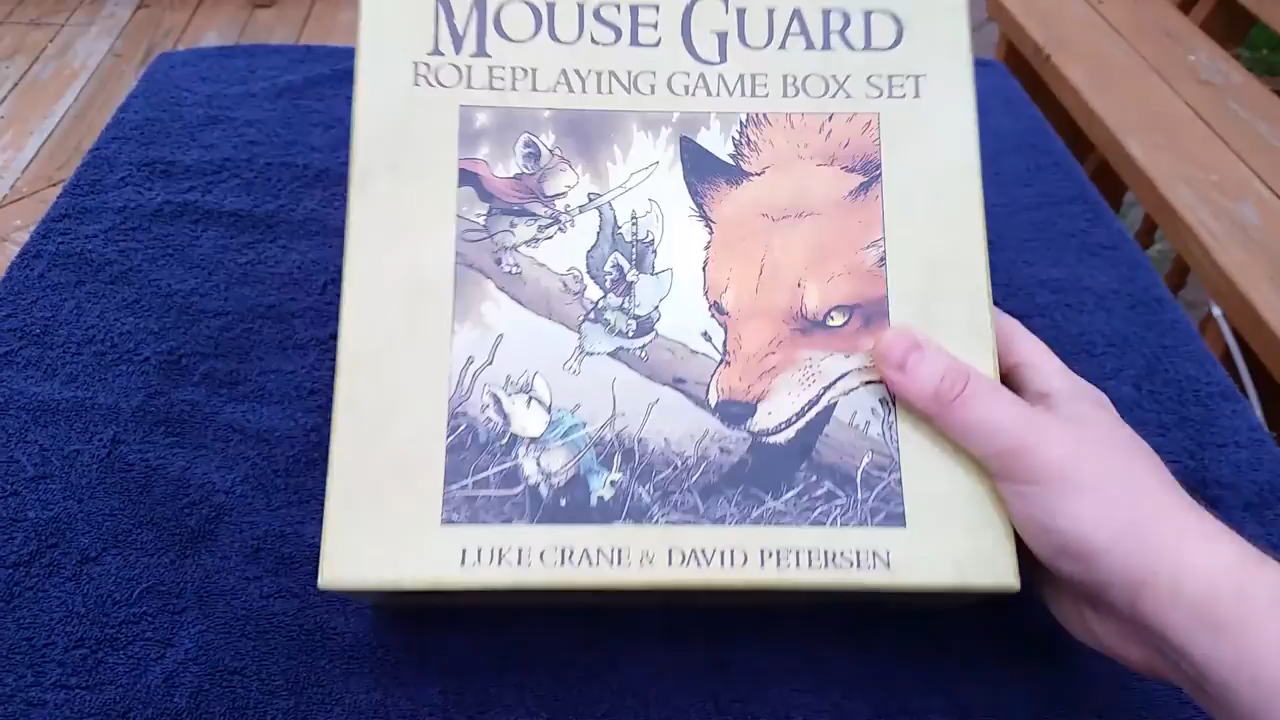 MOUSE GUARD
ROLEPLAYING GAME BOX SET
LUKE CRANE & DAVID PETERSEN